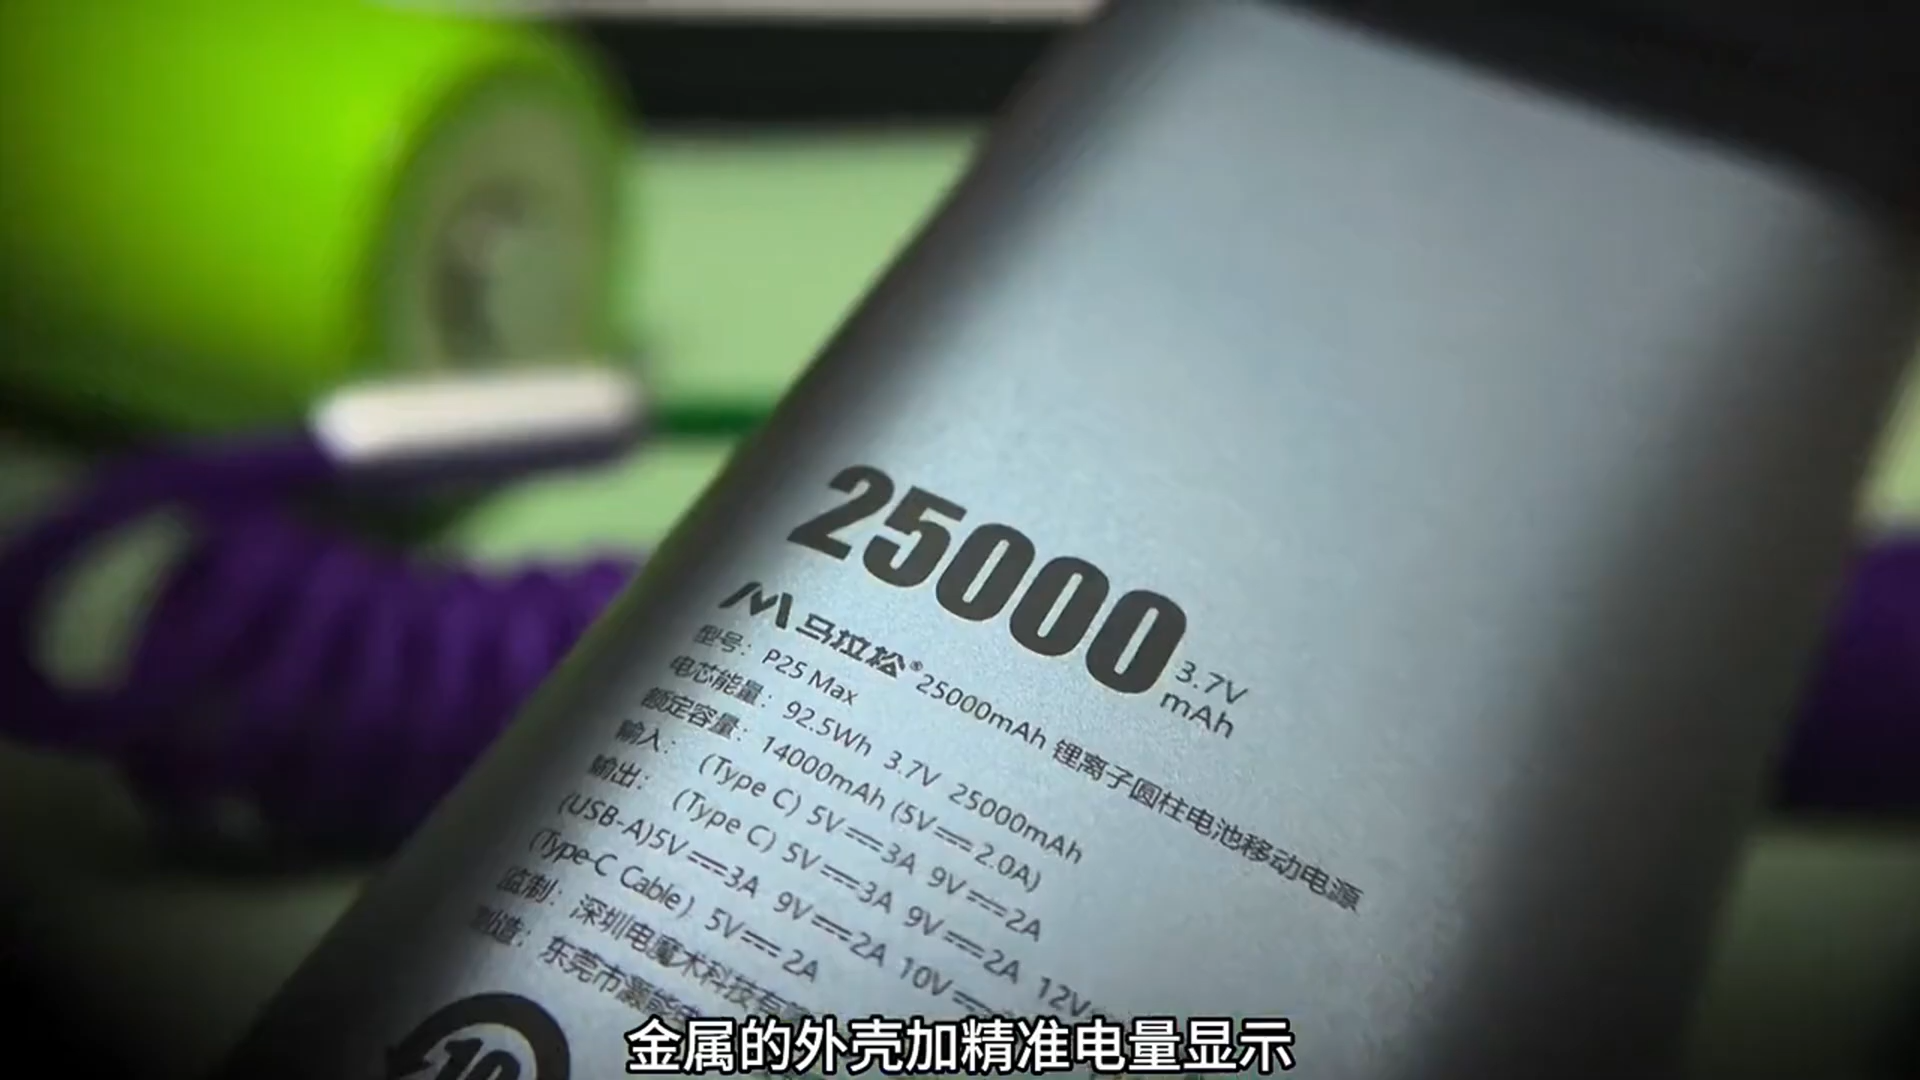 25000
3.7V
mAh
马拉松® 25000mAh 锂离子圆柱电池移动电源
型号： P25 Max
电芯能量： 92.5Wh 3.7V 25000mAh
额定容量： 14000mAh (5V⎓2.0A)
输入： (Type C) 5V⎓3A 9V⎓2A
输出： (Type C) 5V⎓3A 9V⎓2A 12V
(USB-A)5V⎓3A 9V⎓2A 10V⎓
(Type-C Cable) 5V⎓2A
监制： 深圳电魔术科技有
制造： 东莞市
10
金属的外壳加精准电量显示